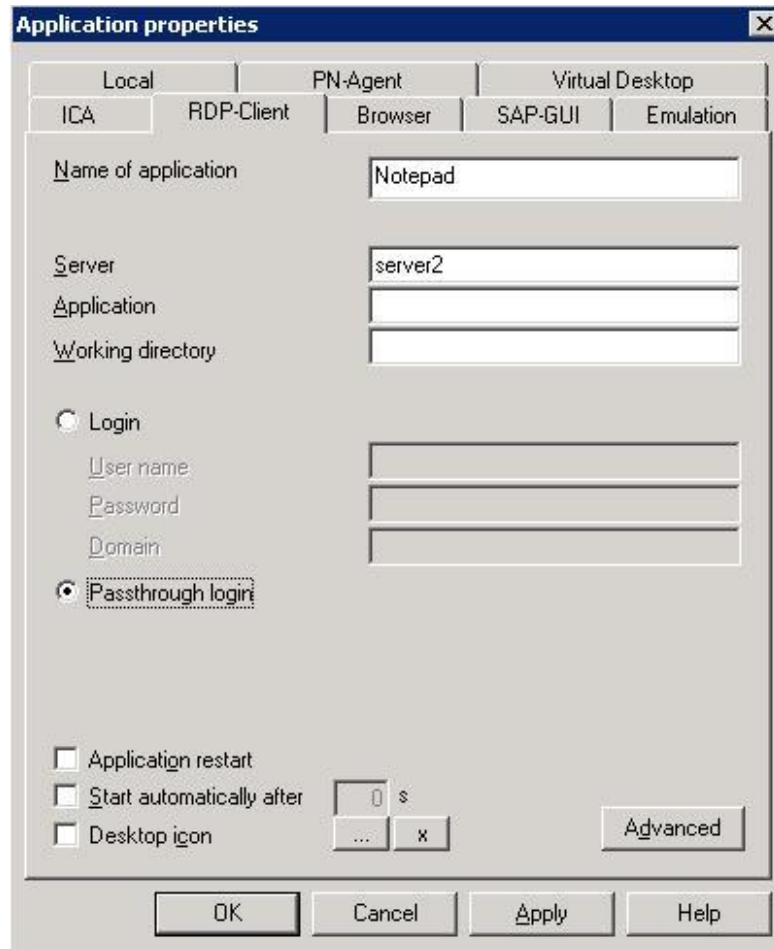 Application properties
Local PN-Agent Virtual Desktop
ICA RDP-Client Browser SAP-GUI Emulation
Name of application Notepad
Server server2
Application
Working directory
Login
User name
Password
Domain
Passthrough login
Application restart
Start automatically after 0 s
Desktop icon ... x Advanced
OK Cancel Apply Help